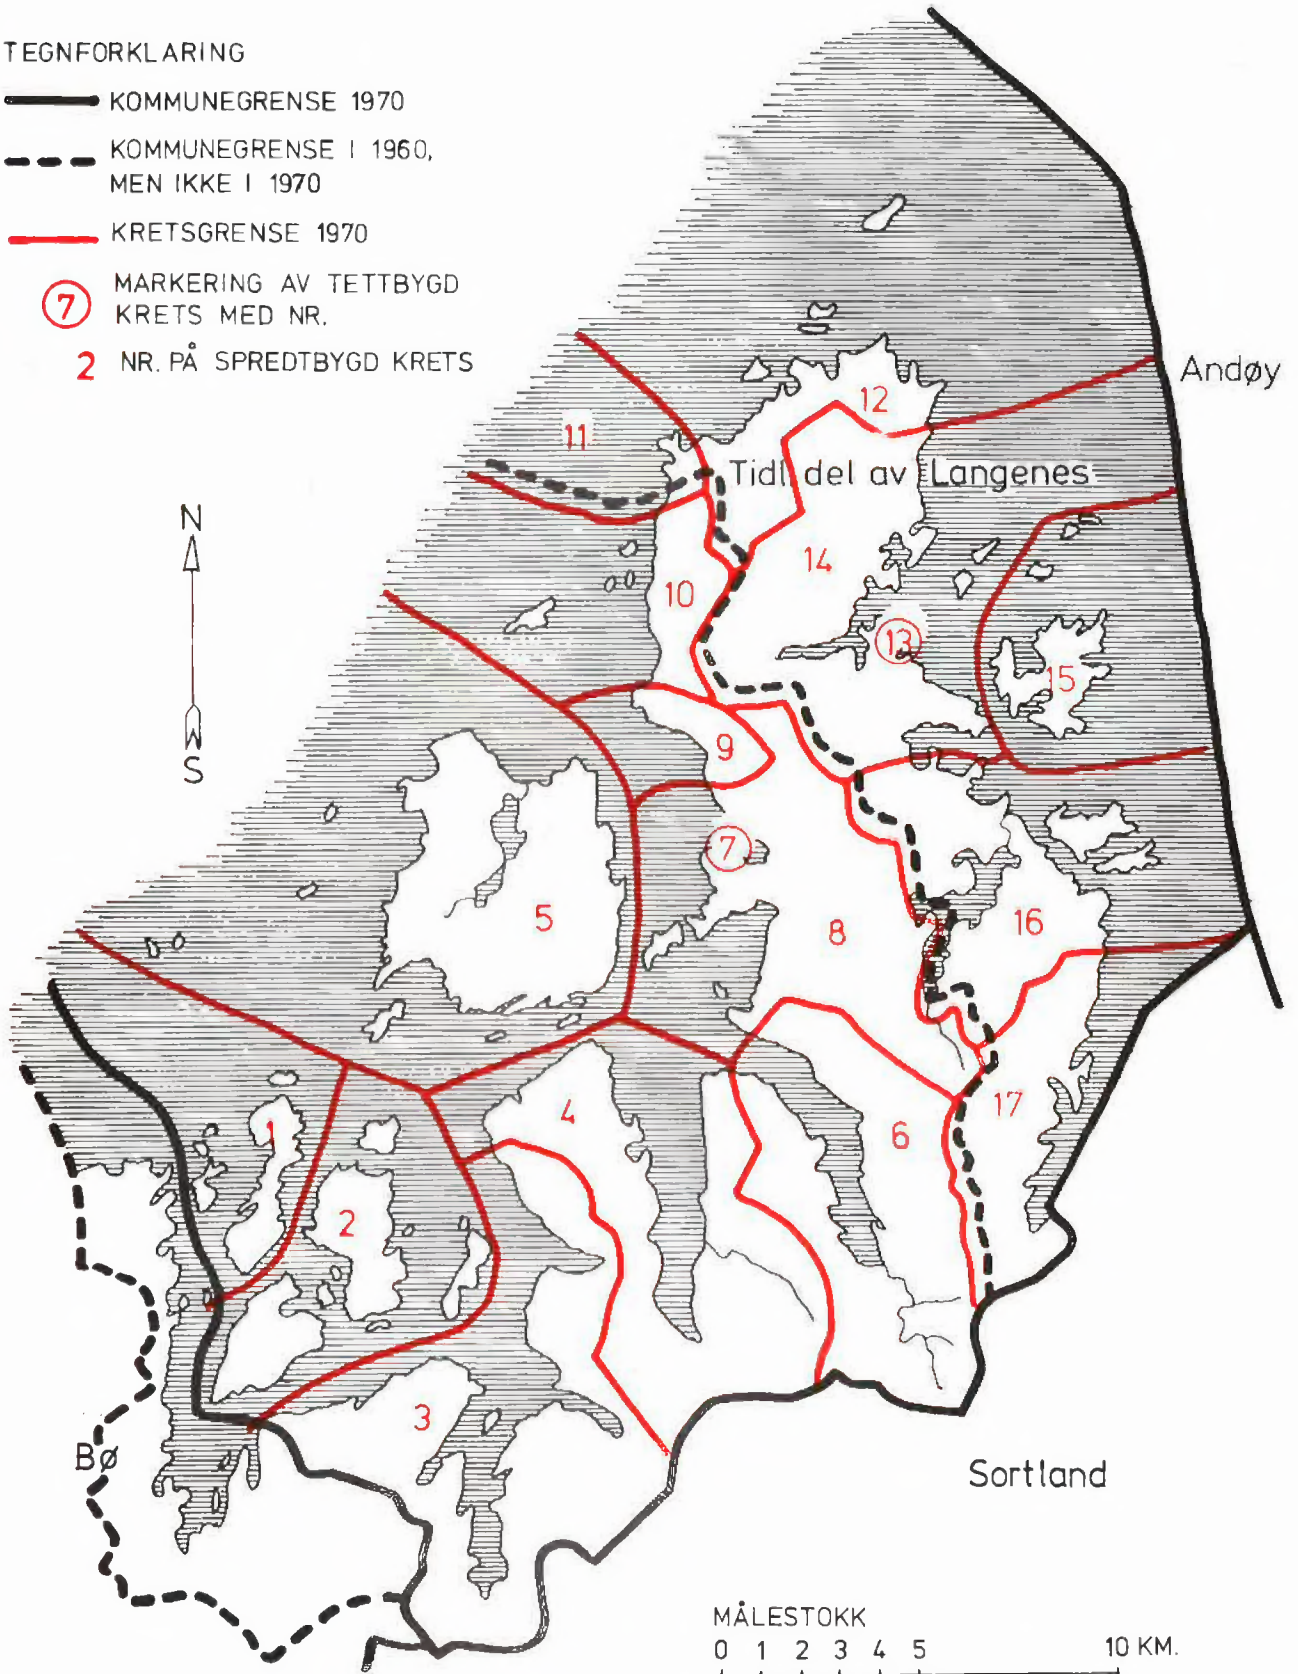 TEGNFORKLARING
KOMMUNEGRENSE 1970
KOMMUNEGRENSE I 1960,
MEN IKKE I 1970
KRETSGRENSE 1970
7 MARKERING AV TETTBYGD
KRETS MED NR.
2 NR. PÅ SPREDTBYGD KRETS
Andøy
12
11
Tidl. del av Langenes
N
14
10
13
15
9
S
7
5
8
16
4
17
1
6
2
3
Bø
Sortland
MÅLESTOKK
0 1 2 3 4 5 10 KM.